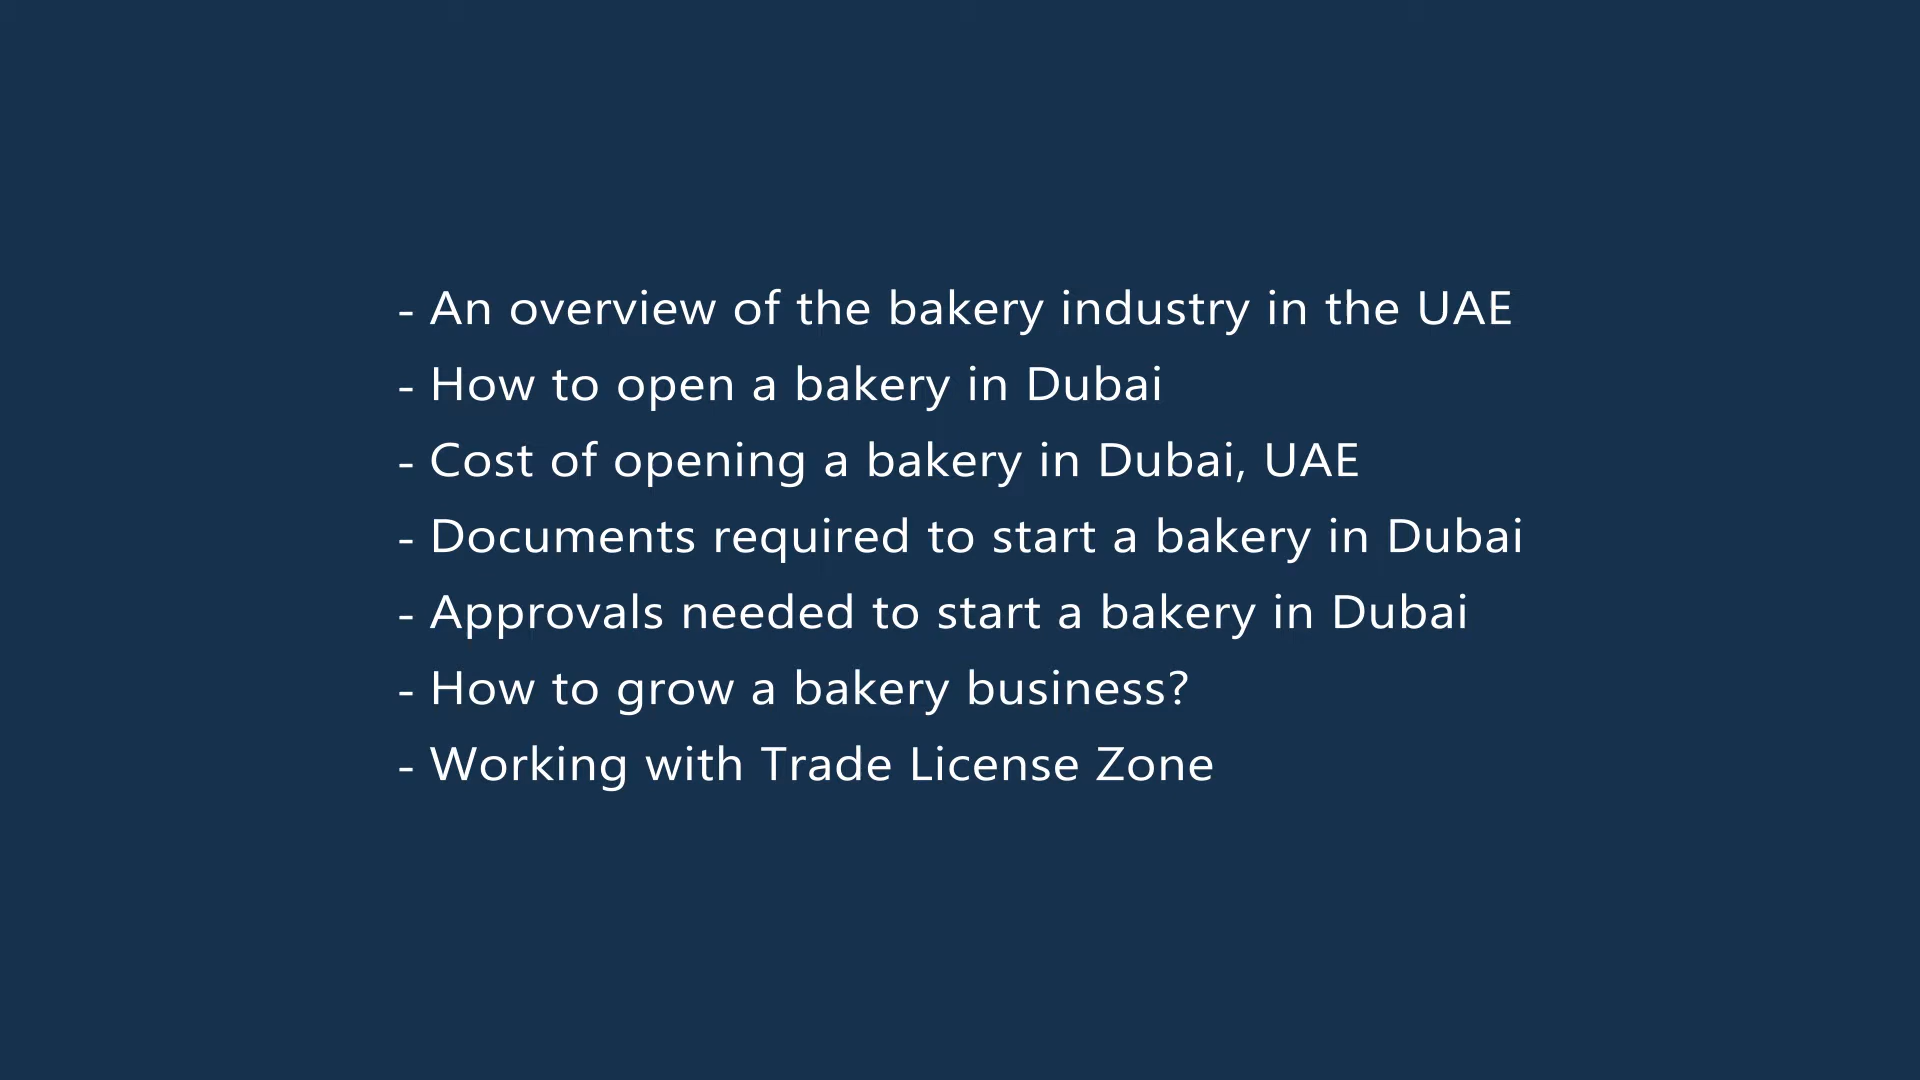 - An overview of the bakery industry in the UAE
- How to open a bakery in Dubai
- Cost of opening a bakery in Dubai, UAE
- Documents required to start a bakery in Dubai
- Approvals needed to start a bakery in Dubai
- How to grow a bakery business?
- Working with Trade License Zone